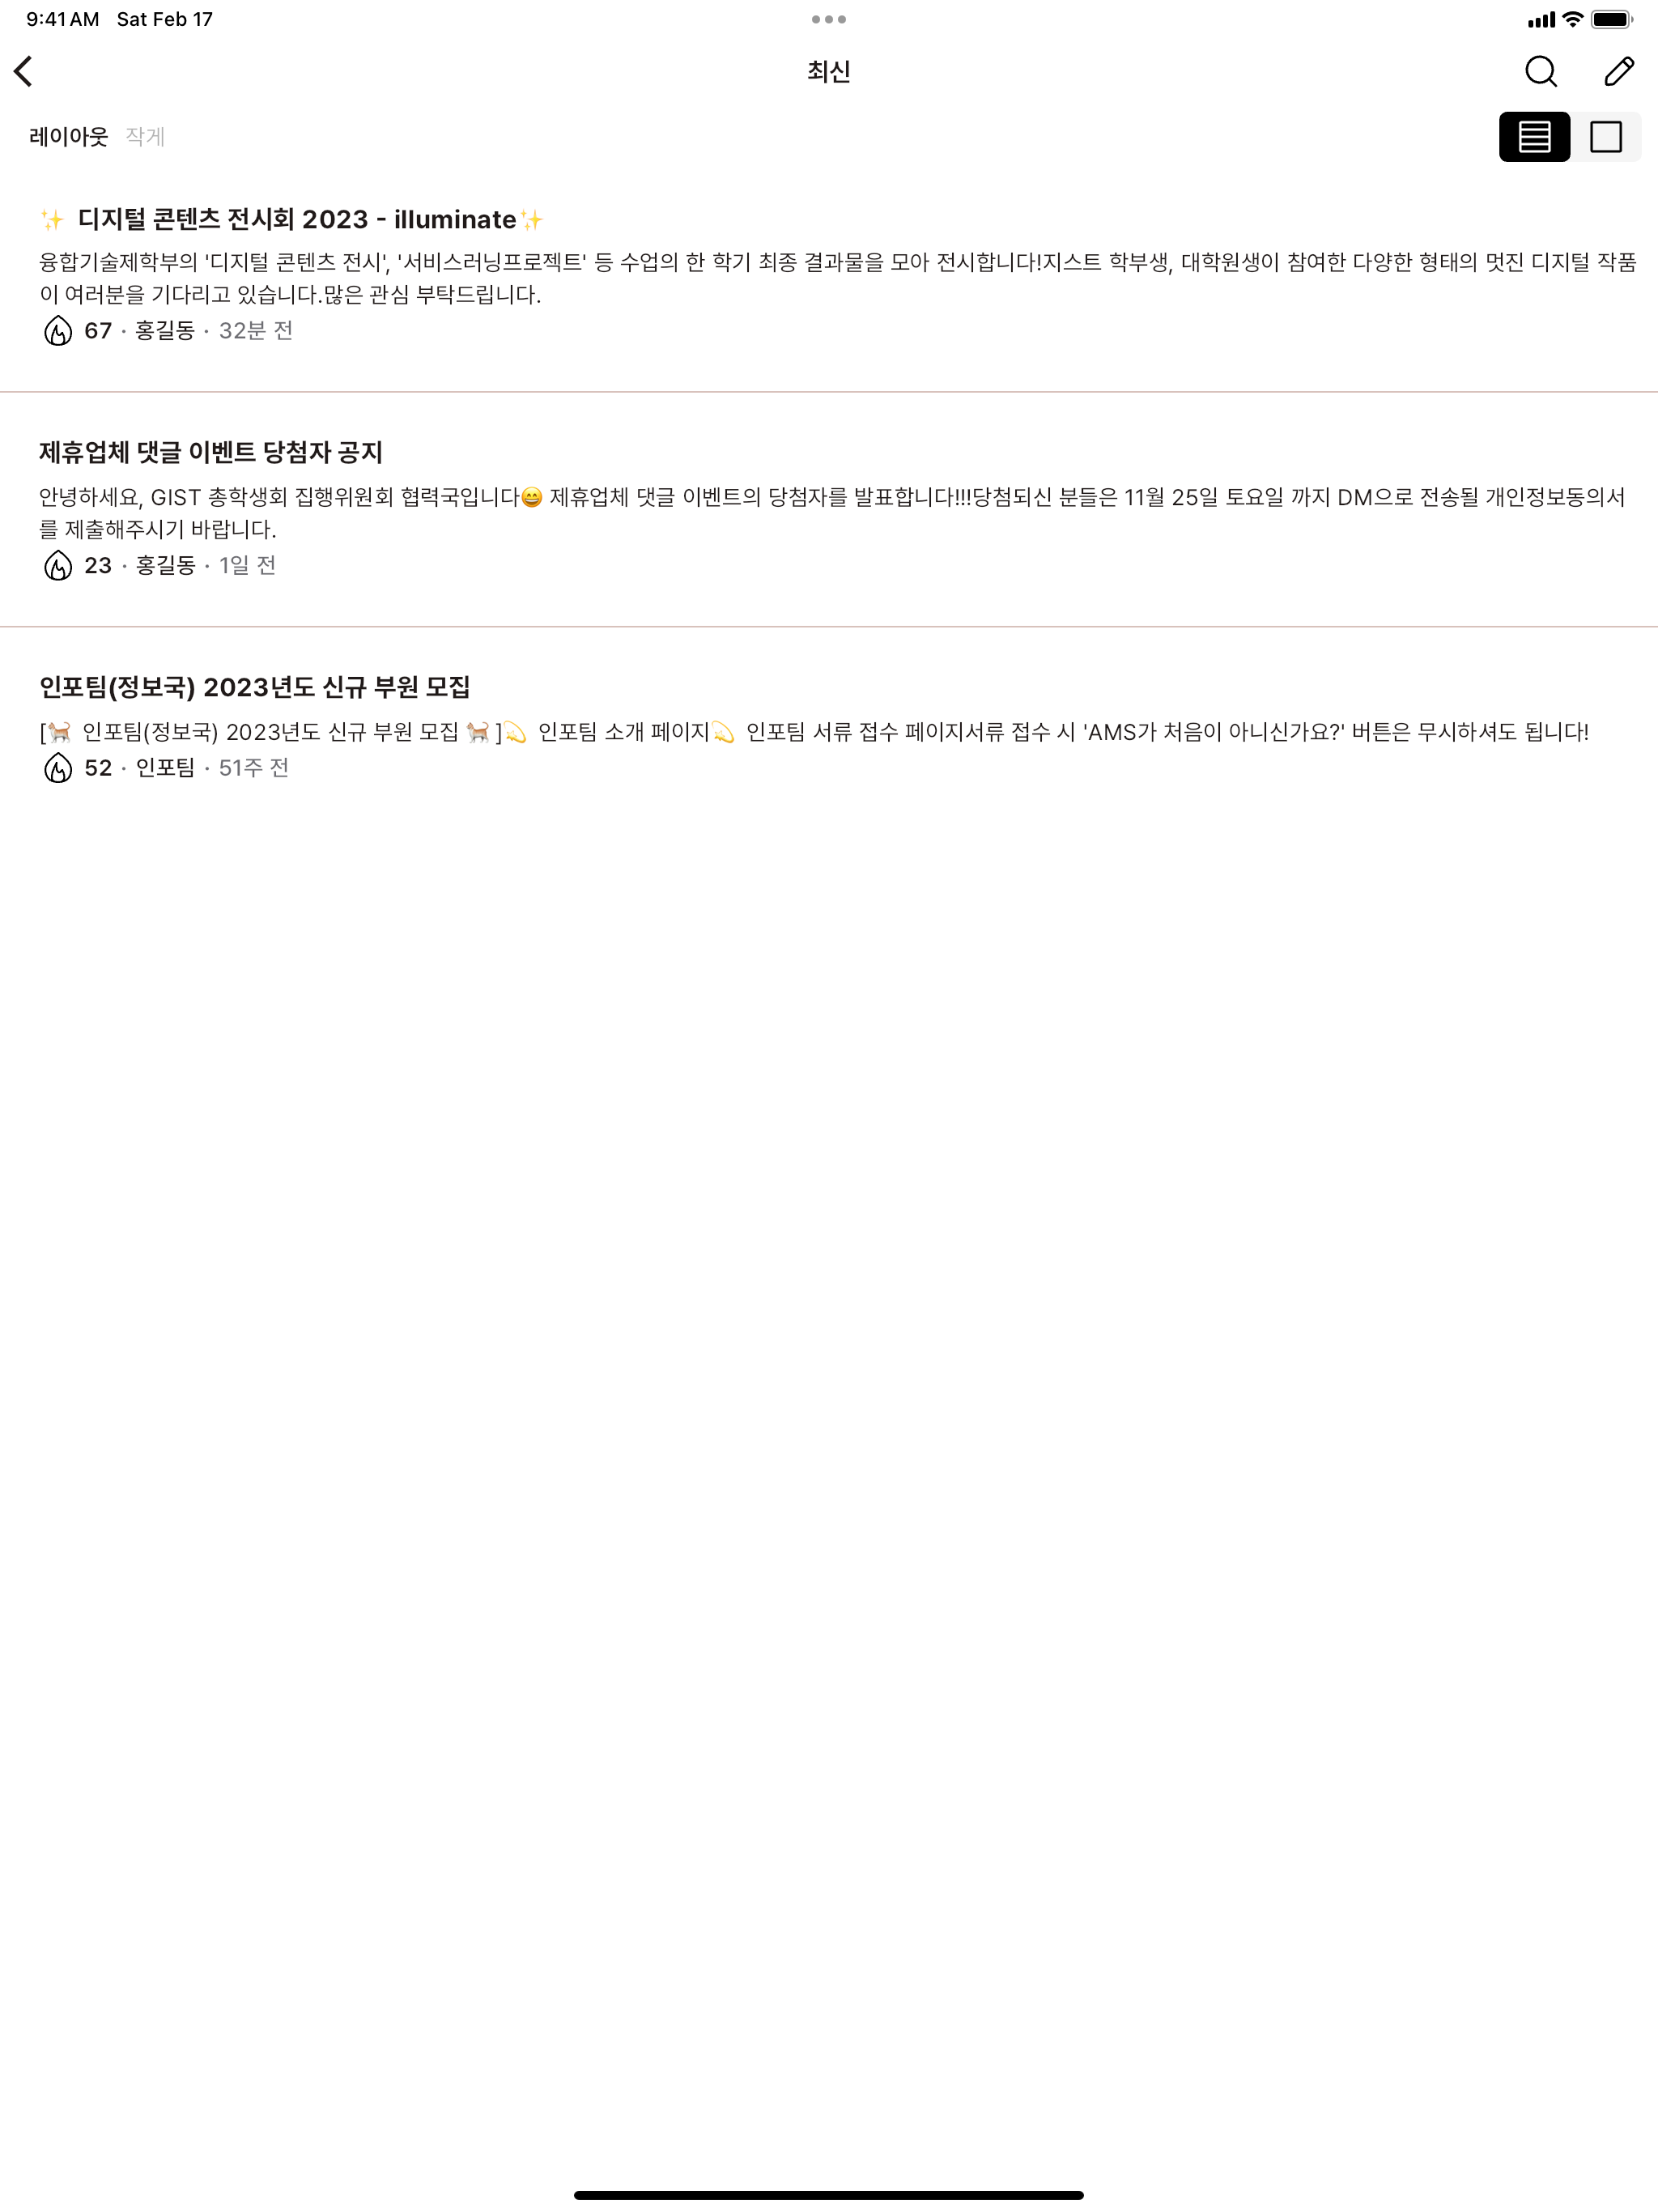 9:41 AM Sat Feb 17
최신
레이아웃 작게
✨ 디지털 콘텐츠 전시회 2023 - illuminate✨
융합기술제학부의 '디지털 콘텐츠 전시', '서비스러닝프로젝트' 등 수업의 한 학기 최종 결과물을 모아 전시합니다!지스트 학부생, 대학원생이 참여한 다양한 형태의 멋진 디지털 작품
이 여러분을 기다리고 있습니다.많은 관심 부탁드립니다.
67 · 홍길동 · 32분 전
제휴업체 댓글 이벤트 당첨자 공지
안녕하세요, GIST 총학생회 집행위원회 협력국입니다😄 제휴업체 댓글 이벤트의 당첨자를 발표합니다!!!당첨되신 분들은 11월 25일 토요일 까지 DM으로 전송될 개인정보동의서
를 제출해주시기 바랍니다.
23 · 홍길동 · 1일 전
인포팀(정보국) 2023년도 신규 부원 모집
[🐈 인포팀(정보국) 2023년도 신규 부원 모집 🐈]💫 인포팀 소개 페이지💫 인포팀 서류 접수 페이지서류 접수 시 'AMS가 처음이 아니신가요?' 버튼은 무시하셔도 됩니다!
52 · 인포팀 · 51주 전